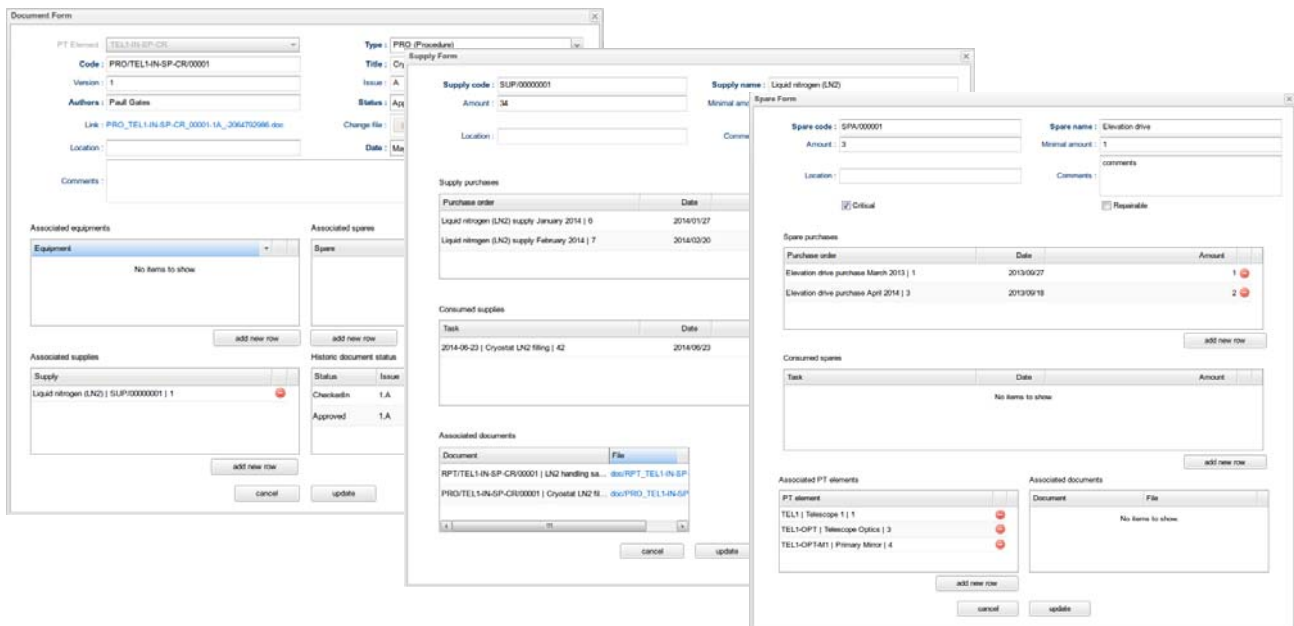 Document Form
PT Element : TEL1-IN-SP-CR
Type : PRO (Procedure)
Code : PRO/TEL1-IN-SP-CR/00001
Title : Cry
Version : 1
Issue : A
Authors : Paull Gates
Status : App
Link : PRO_TEL1-IN-SP-CR_00001-1A_-2064792986.doc
Change file :
Location :
Date : Ma
Comments :
Associated equipments
Associated spares
Equipment
Spare
No items to show.
add new row
add new row
Associated supplies
Historic document status
Supply
Status Issue
Liquid nitrogen (LN2) | SUP/00000001 | 1
CheckedIn 1.A
Approved 1.A
add new row
cancel update
Supply Form
Supply code : SUP/00000001
Supply name : Liquid nitrogen (LN2)
Amount : 34
Minimal amo
Location :
Comme
Supply purchases
Purchase order Date
Liquid nitrogen (LN2) supply January 2014 | 6 2014/01/27
Liquid nitrogen (LN2) supply February 2014 | 7 2014/02/20
Consumed supplies
Task Date
2014-06-23 | Cryostat LN2 filling | 42 2014/06/23
Associated documents
Document File
RPT/TEL1-IN-SP-CR/00001 | LN2 handling sa... doc/RPT_TEL1-IN-SP
PRO/TEL1-IN-SP-CR/00001 | Cryostat LN2 fil... doc/PRO_TEL1-IN-SP
cancel update
Spare Form
Spare code : SPA/000001
Spare name : Elevation drive
Amount : 3
Minimal amount : 1
Location :
Comments : comments
Critical
Repairable
Spare purchases
Purchase order Date Amount
Elevation drive purchase March 2013 | 1 2013/09/27 1
Elevation drive purchase April 2014 | 3 2013/09/18 2
add new row
Consumed spares
Task Date Amount
No items to show.
add new row
Associated PT elements
Associated documents
PT element
Document File
TEL1 | Telescope 1 | 1
No items to show.
TEL1-OPT | Telescope Optics | 3
TEL1-OPT-M1 | Primary Mirror | 4
add new row
cancel update